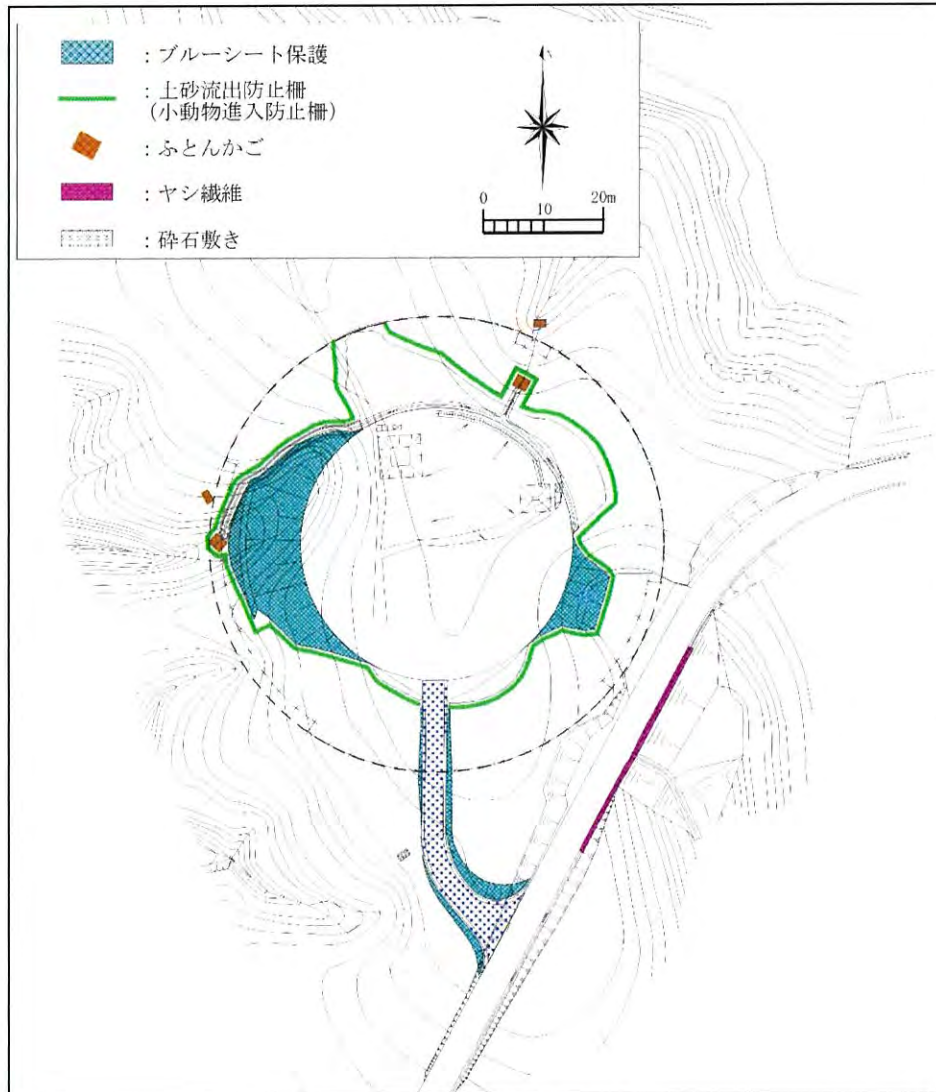 ：ブルーシート保護
：土砂流出防止柵
(小動物進入防止柵)
：ふとんかご
：ヤシ繊維
：砕石敷き
0 10 20m